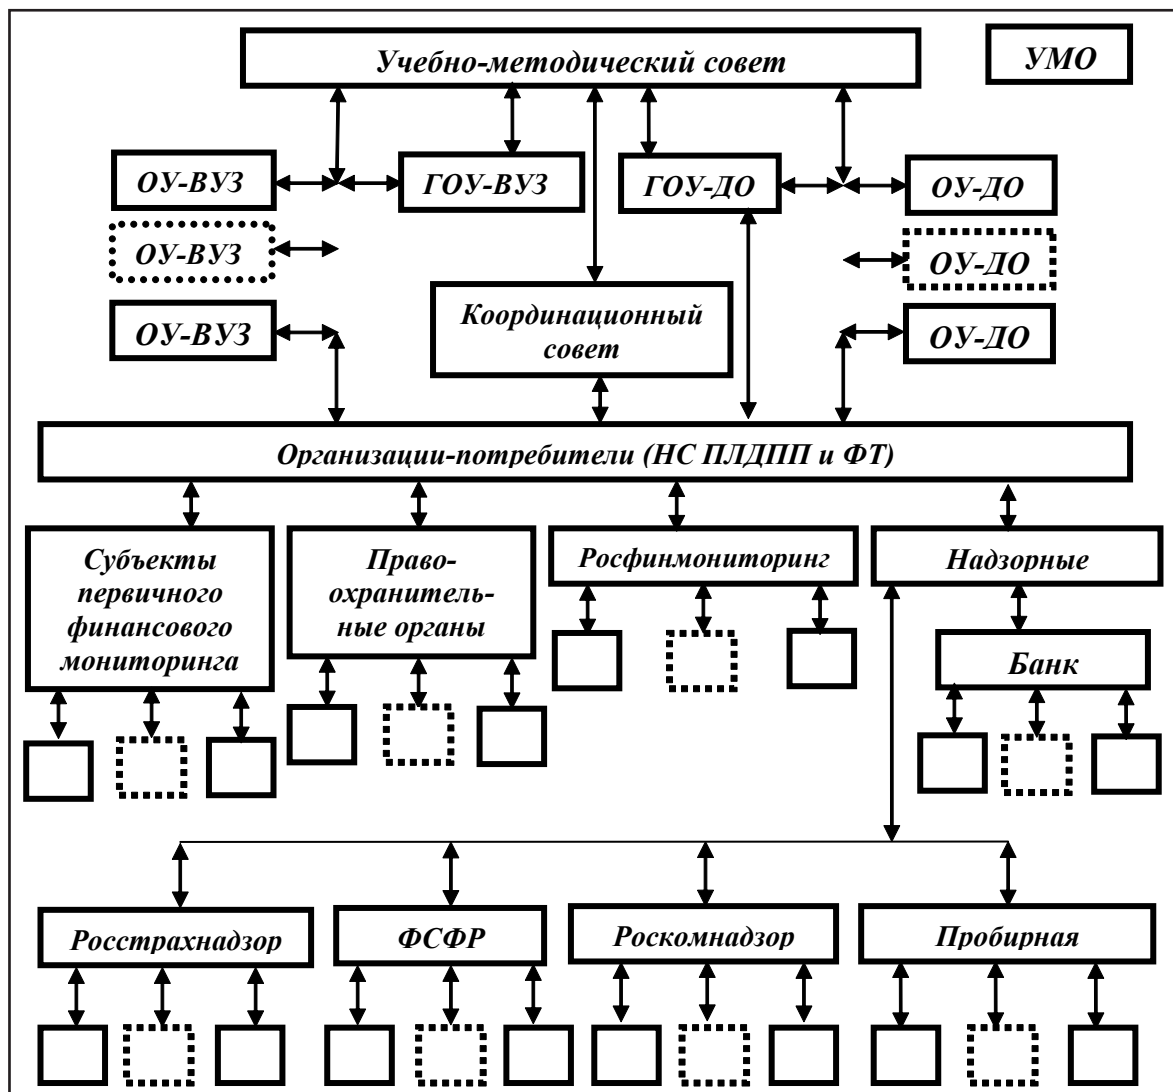 Учебно-методический совет
УМО
ОУ-ВУЗ
ГОУ-ВУЗ
ГОУ-ДО
ОУ-ДО
ОУ-ВУЗ
ОУ-ДО
ОУ-ВУЗ
Координационный
совет
ОУ-ДО
Организации-потребители (НС ПЛДПП и ФТ)
Субъекты
первичного
финансового
мониторинга
Право-
охранитель-
ные органы
Росфинмониторинг
Надзорные
Банк
Росстрахнадзор
ФСФР
Роскомнадзор
Пробирная